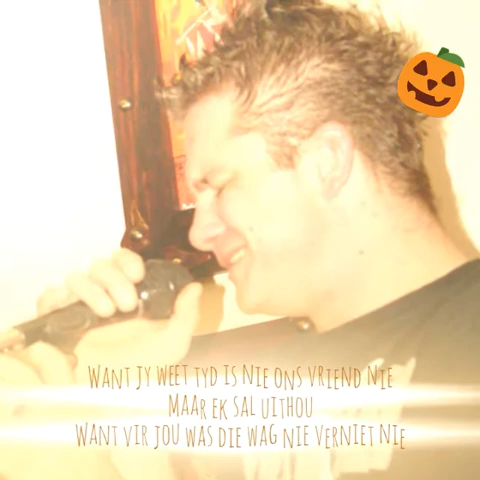 WANT JY WEET TYD IS NIE ONS VRIEND NIE
MAAR EK SAL UITHOU
WANT VIR JOU WAS DIE WAG NIE VERNIET NIE